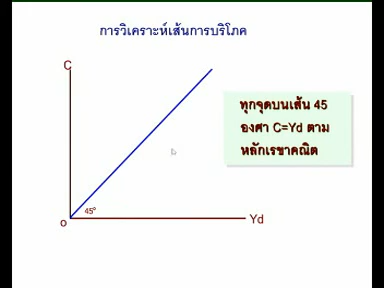 การวิเคราะห์เส้นการบริโภค
C
ทุกจุดบนเส้น 45
องศา C=Yd ตาม
หลักเรขาคณิต
45°
o
Yd